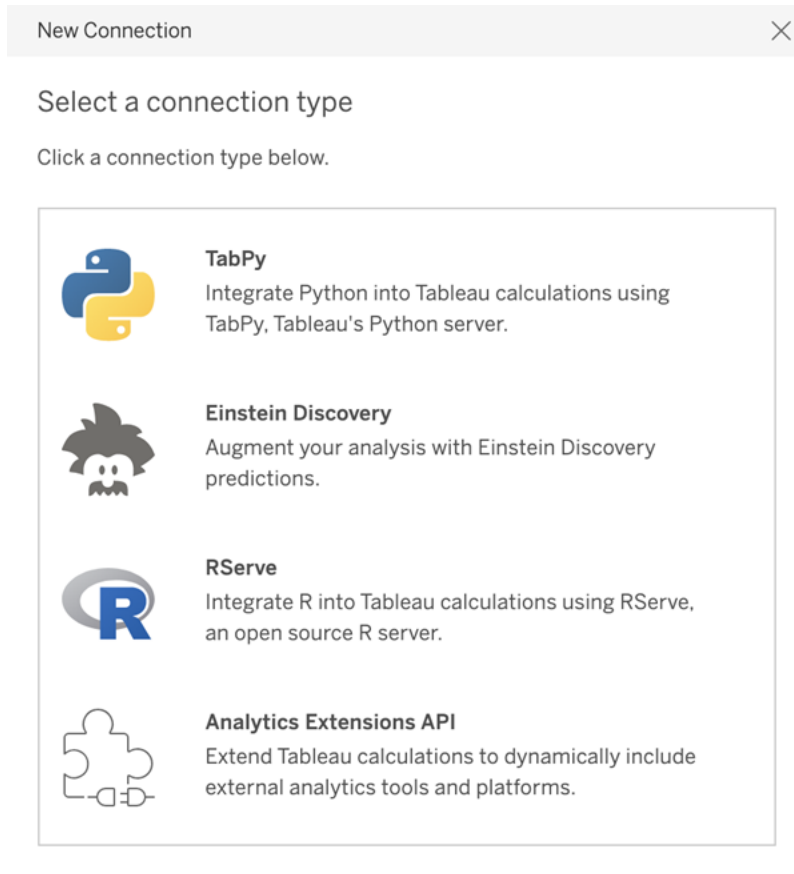 New Connection
Select a connection type
Click a connection type below.
TabPy
Integrate Python into Tableau calculations using
TabPy, Tableau's Python server.
Einstein Discovery
Augment your analysis with Einstein Discovery
predictions.
R
RServe
Integrate R into Tableau calculations using RServe,
an open source R server.
Analytics Extensions API
Extend Tableau calculations to dynamically include
external analytics tools and platforms.